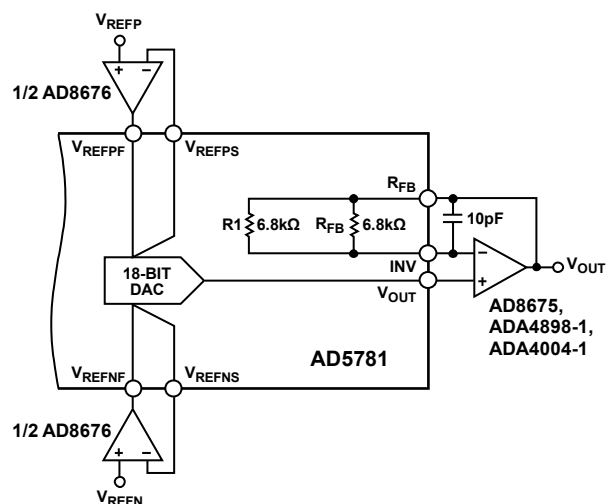 VREFP
+ −
1/2 AD8676
VREFPF
VREFPS
RFB
R1 6.8kΩ
RFB 6.8kΩ
10pF
INV
−
+
VOUT
VOUT
18-BIT
DAC
AD8675,
ADA4898-1,
ADA4004-1
AD5781
VREFNF
VREFNS
1/2 AD8676
+ −
VREFN